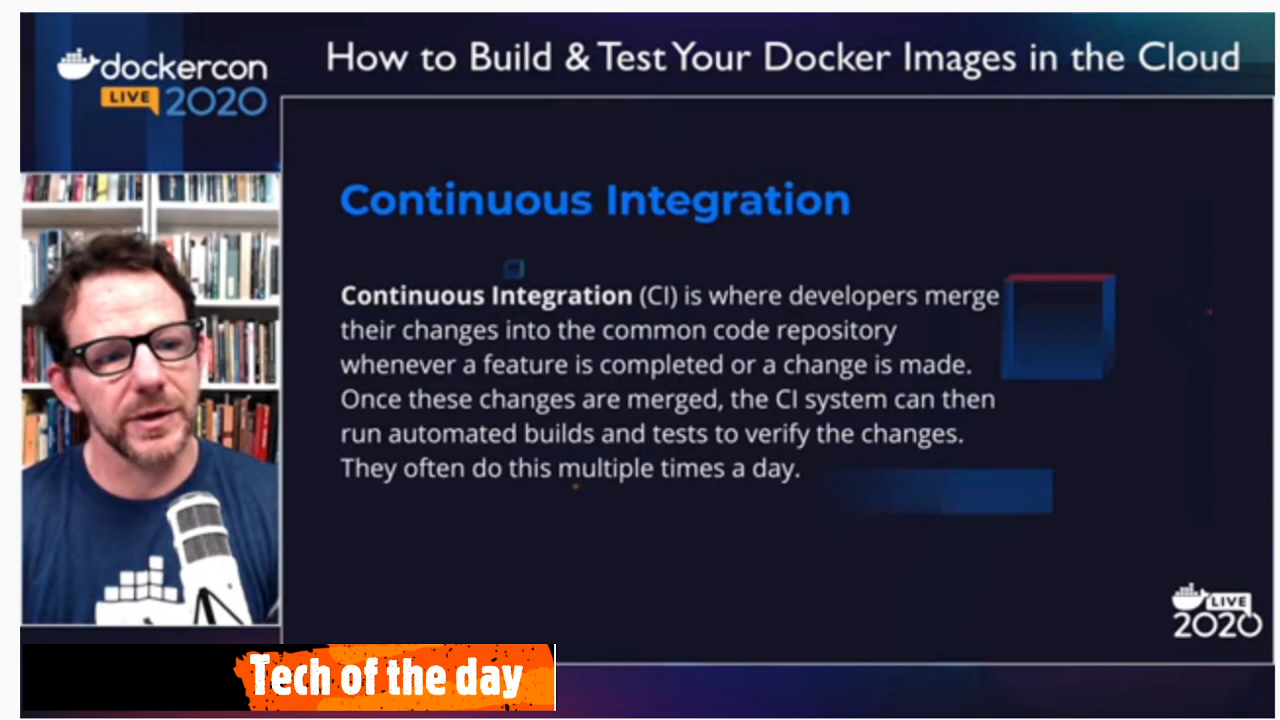 dockercon
LIVE 2020
How to Build & Test Your Docker Images in the Cloud
Continuous Integration
Continuous Integration (CI) is where developers merge
their changes into the common code repository
whenever a feature is completed or a change is made.
Once these changes are merged, the CI system can then
run automated builds and tests to verify the changes.
They often do this multiple times a day.
LIVE
2020
Tech of the day